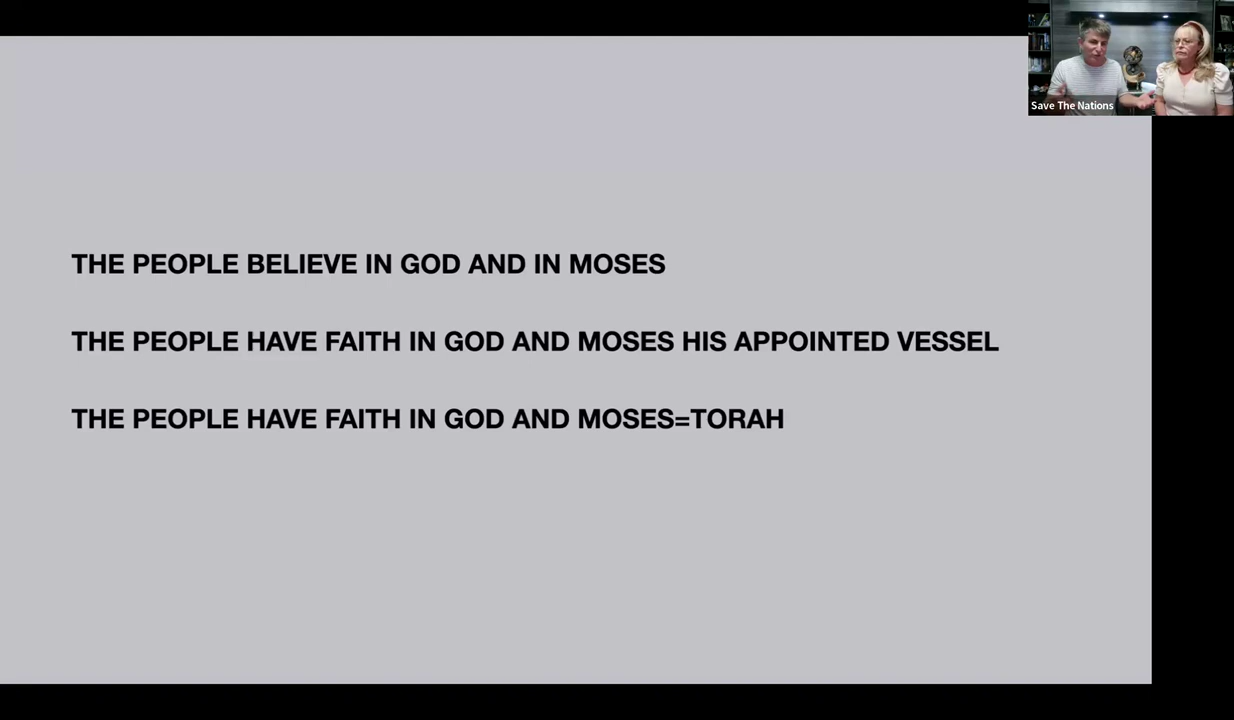 Save The Nations
THE PEOPLE BELIEVE IN GOD AND IN MOSES
THE PEOPLE HAVE FAITH IN GOD AND MOSES HIS APPOINTED VESSEL
THE PEOPLE HAVE FAITH IN GOD AND MOSES=TORAH